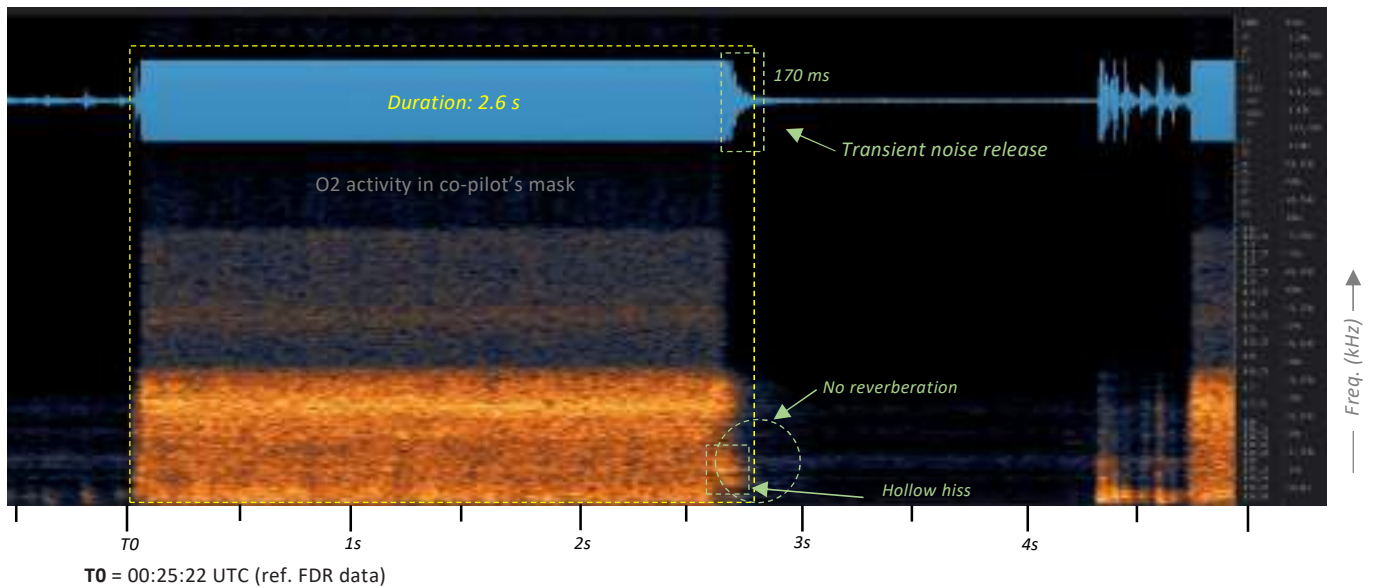 170 ms
Duration: 2.6 s
Transient noise release
O2 activity in co-pilot's mask
No reverberation
Hollow hiss
Freq. (kHz)
T0
1s
2s
3s
4s
T0 = 00:25:22 UTC (ref. FDR data)